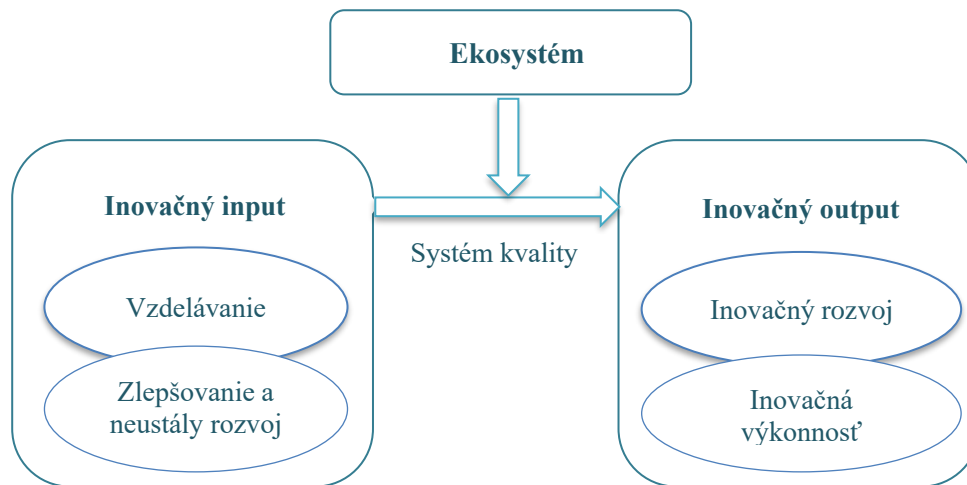 Ekosystém
Inovačný input
Inovačný output
Systém kvality
Vzdelávanie
Inovačný rozvoj
Zlepšovanie a
neustály rozvoj
Inovačná
výkonnosť